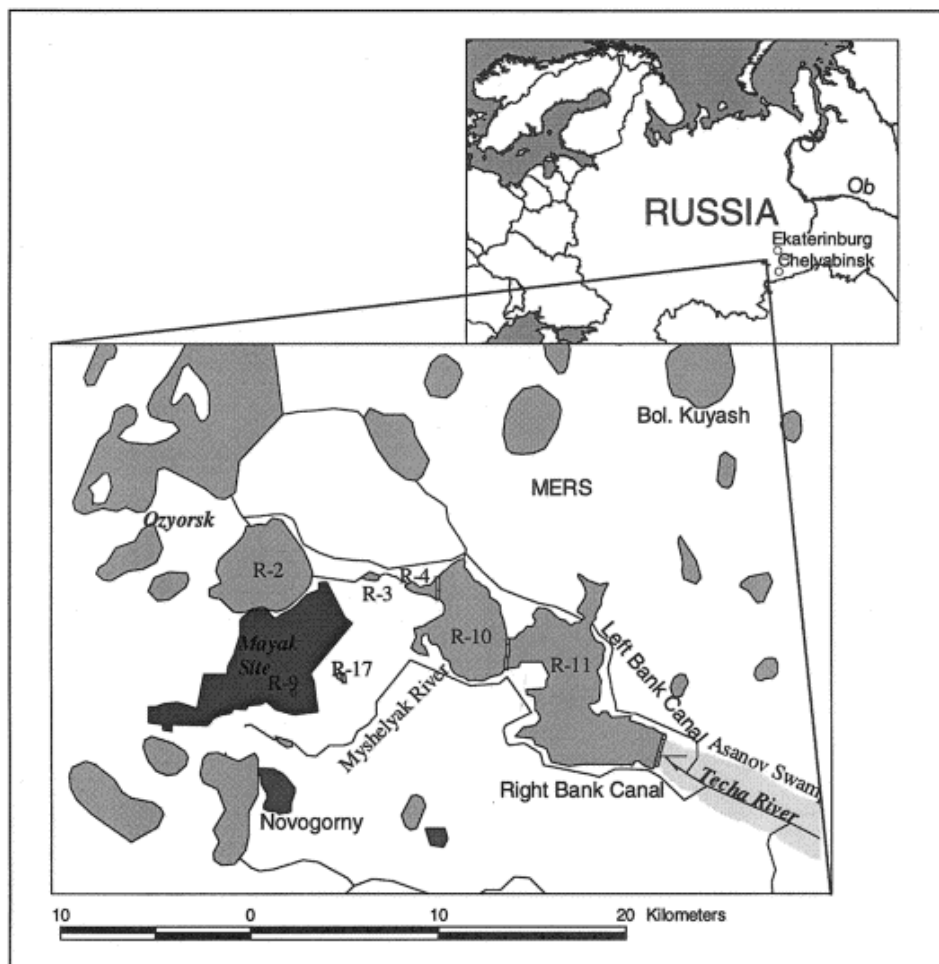 RUSSIA
Ob
Ekaterinburg
Chelyabinsk
Bol. Kuyash
MERS
Ozyorsk
R-2
R-4
R-3
Mayak
Site
R-9
R-17
R-10
R-11
Myshelyak River
Left Bank Canal
Asanov Swamp
Techa River
Right Bank Canal
Novogorny
10 0 10 20 Kilometers